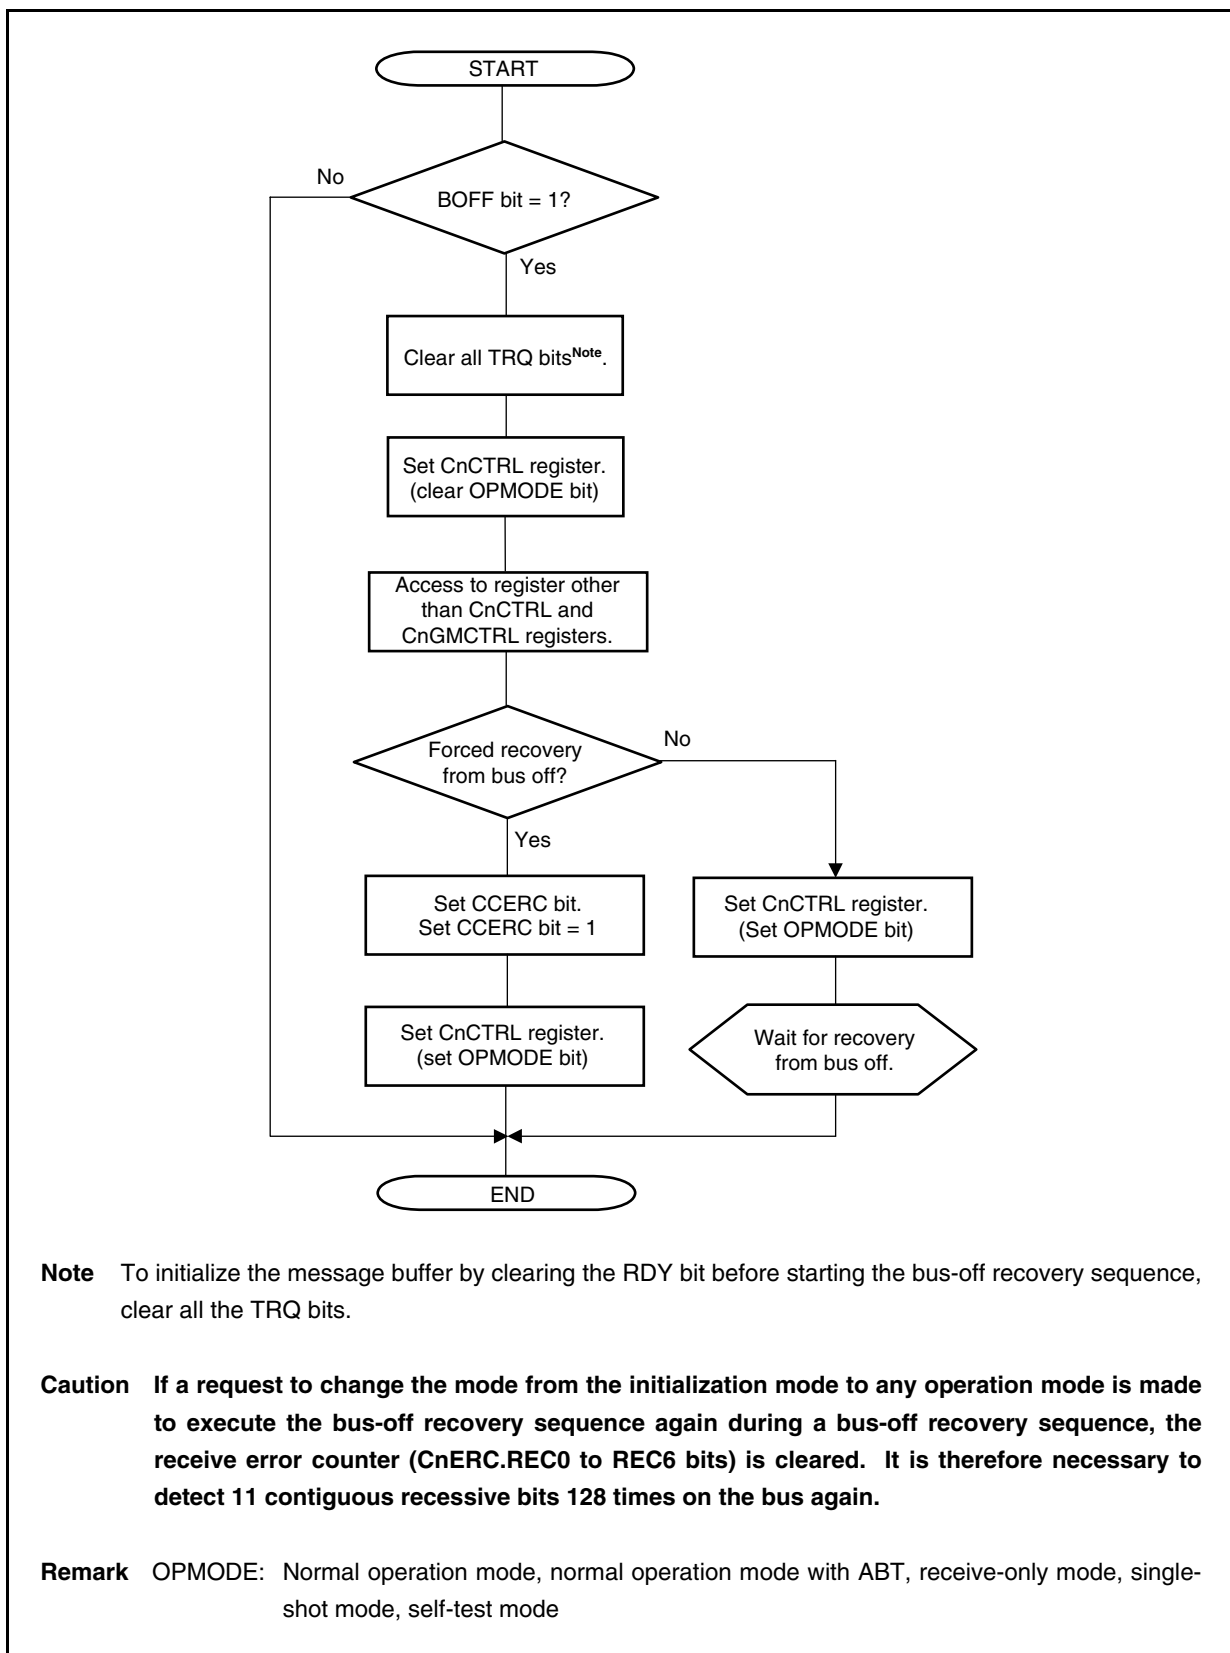 START
No
BOFF bit = 1?
Yes
Clear all TRQ bitsNote.
Set CnCTRL register.
(clear OPMODE bit)
Access to register other
than CnCTRL and
CnGMCTRL registers.
Forced recovery
from bus off?
No
Yes
Set CCERC bit.
Set CCERC bit = 1
Set CnCTRL register.
(Set OPMODE bit)
Set CnCTRL register.
(set OPMODE bit)
Wait for recovery
from bus off.
END
Note To initialize the message buffer by clearing the RDY bit before starting the bus-off recovery sequence,
clear all the TRQ bits.
Caution If a request to change the mode from the initialization mode to any operation mode is made
to execute the bus-off recovery sequence again during a bus-off recovery sequence, the
receive error counter (CnERC.REC0 to REC6 bits) is cleared. It is therefore necessary to
detect 11 contiguous recessive bits 128 times on the bus again.
Remark OPMODE: Normal operation mode, normal operation mode with ABT, receive-only mode, single-
shot mode, self-test mode